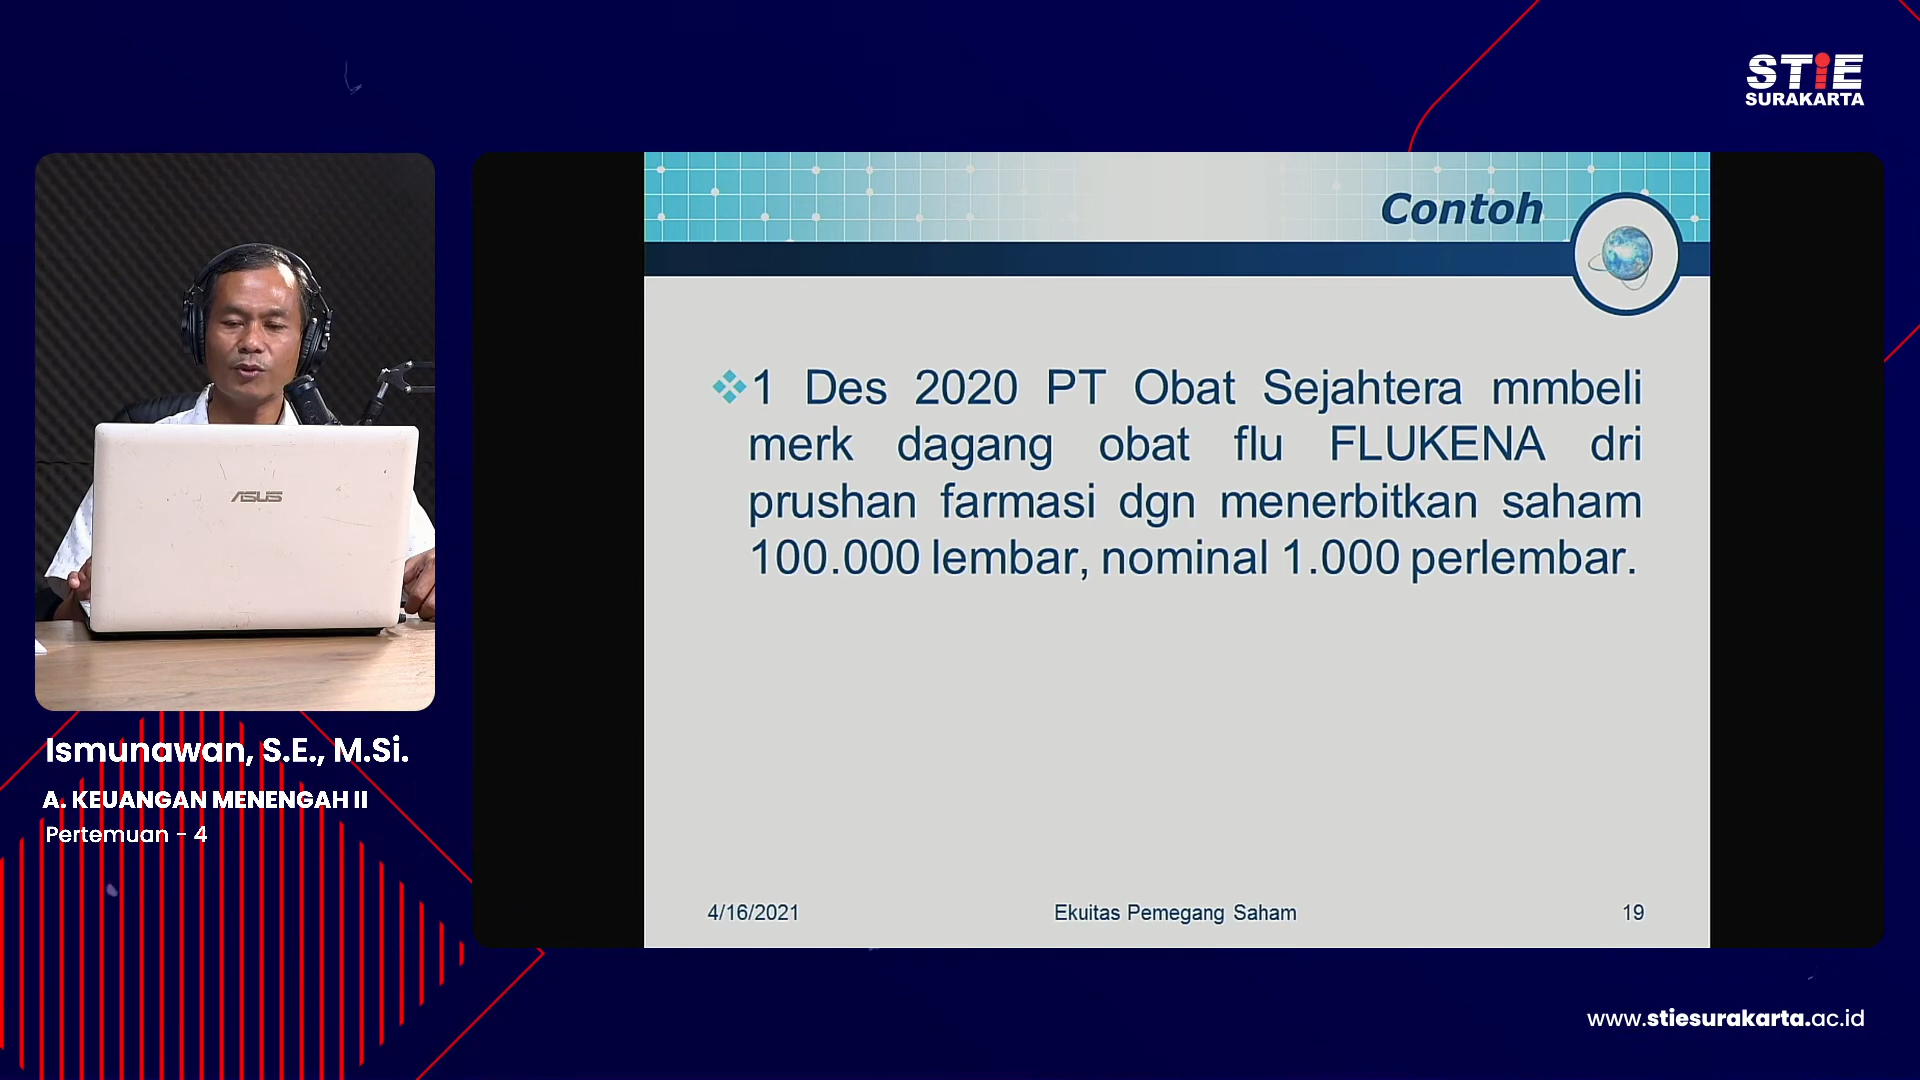 STiE
SURAKARTA
Contoh
1 Des 2020 PT Obat Sejahtera mmbeli
merk dagang obat flu FLUKENA dri
prushan farmasi dgn menerbitkan saham
100.000 lembar, nominal 1.000 perlembar.
4/16/2021
Ekuitas Pemegang Saham
19
ASUS
Ismunawan, S.E., M.Si.
A. KEUANGAN MENENGAH II
Pertemuan - 4
www.stiesurakarta.ac.id